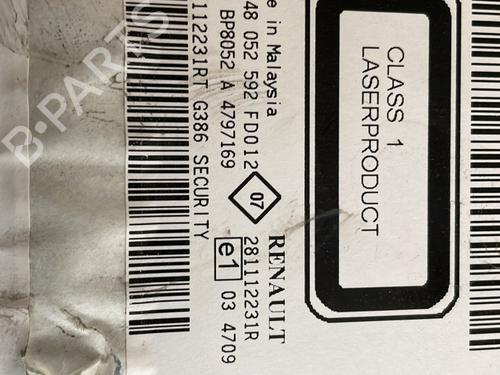 CLASS 1
LASERPRODUCT
e in Malaysia
48 052 592 FD012
BP8052 A 4797169
112231RT G386 SECURITY
07
RENAULT
281112231R
e1 03 4709
B-PARTS